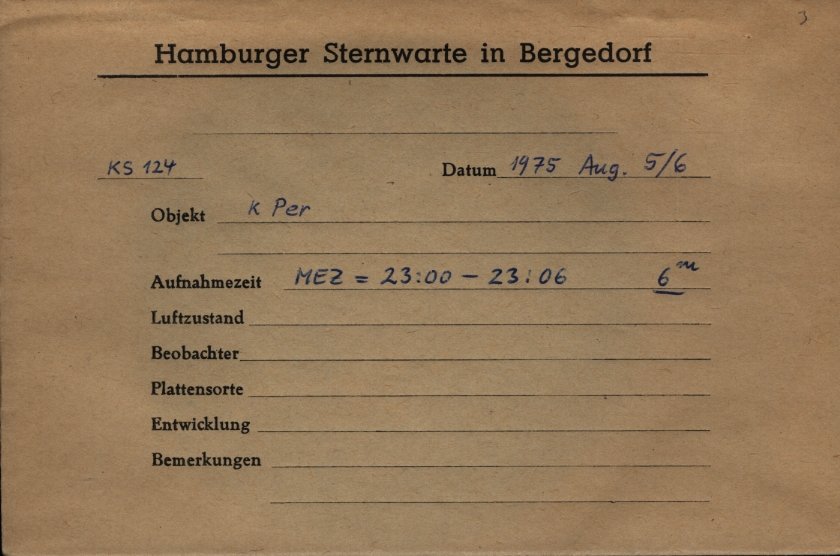 3
Hamburger Sternwarte in Bergedorf
KS 124 Datum 1975 Aug. 5/6
Objekt K Per
Aufnahmezeit MEZ = 23:00 – 23:06 6ᵐ
Luftzustand
Beobachter
Plattensorte
Entwicklung
Bemerkungen